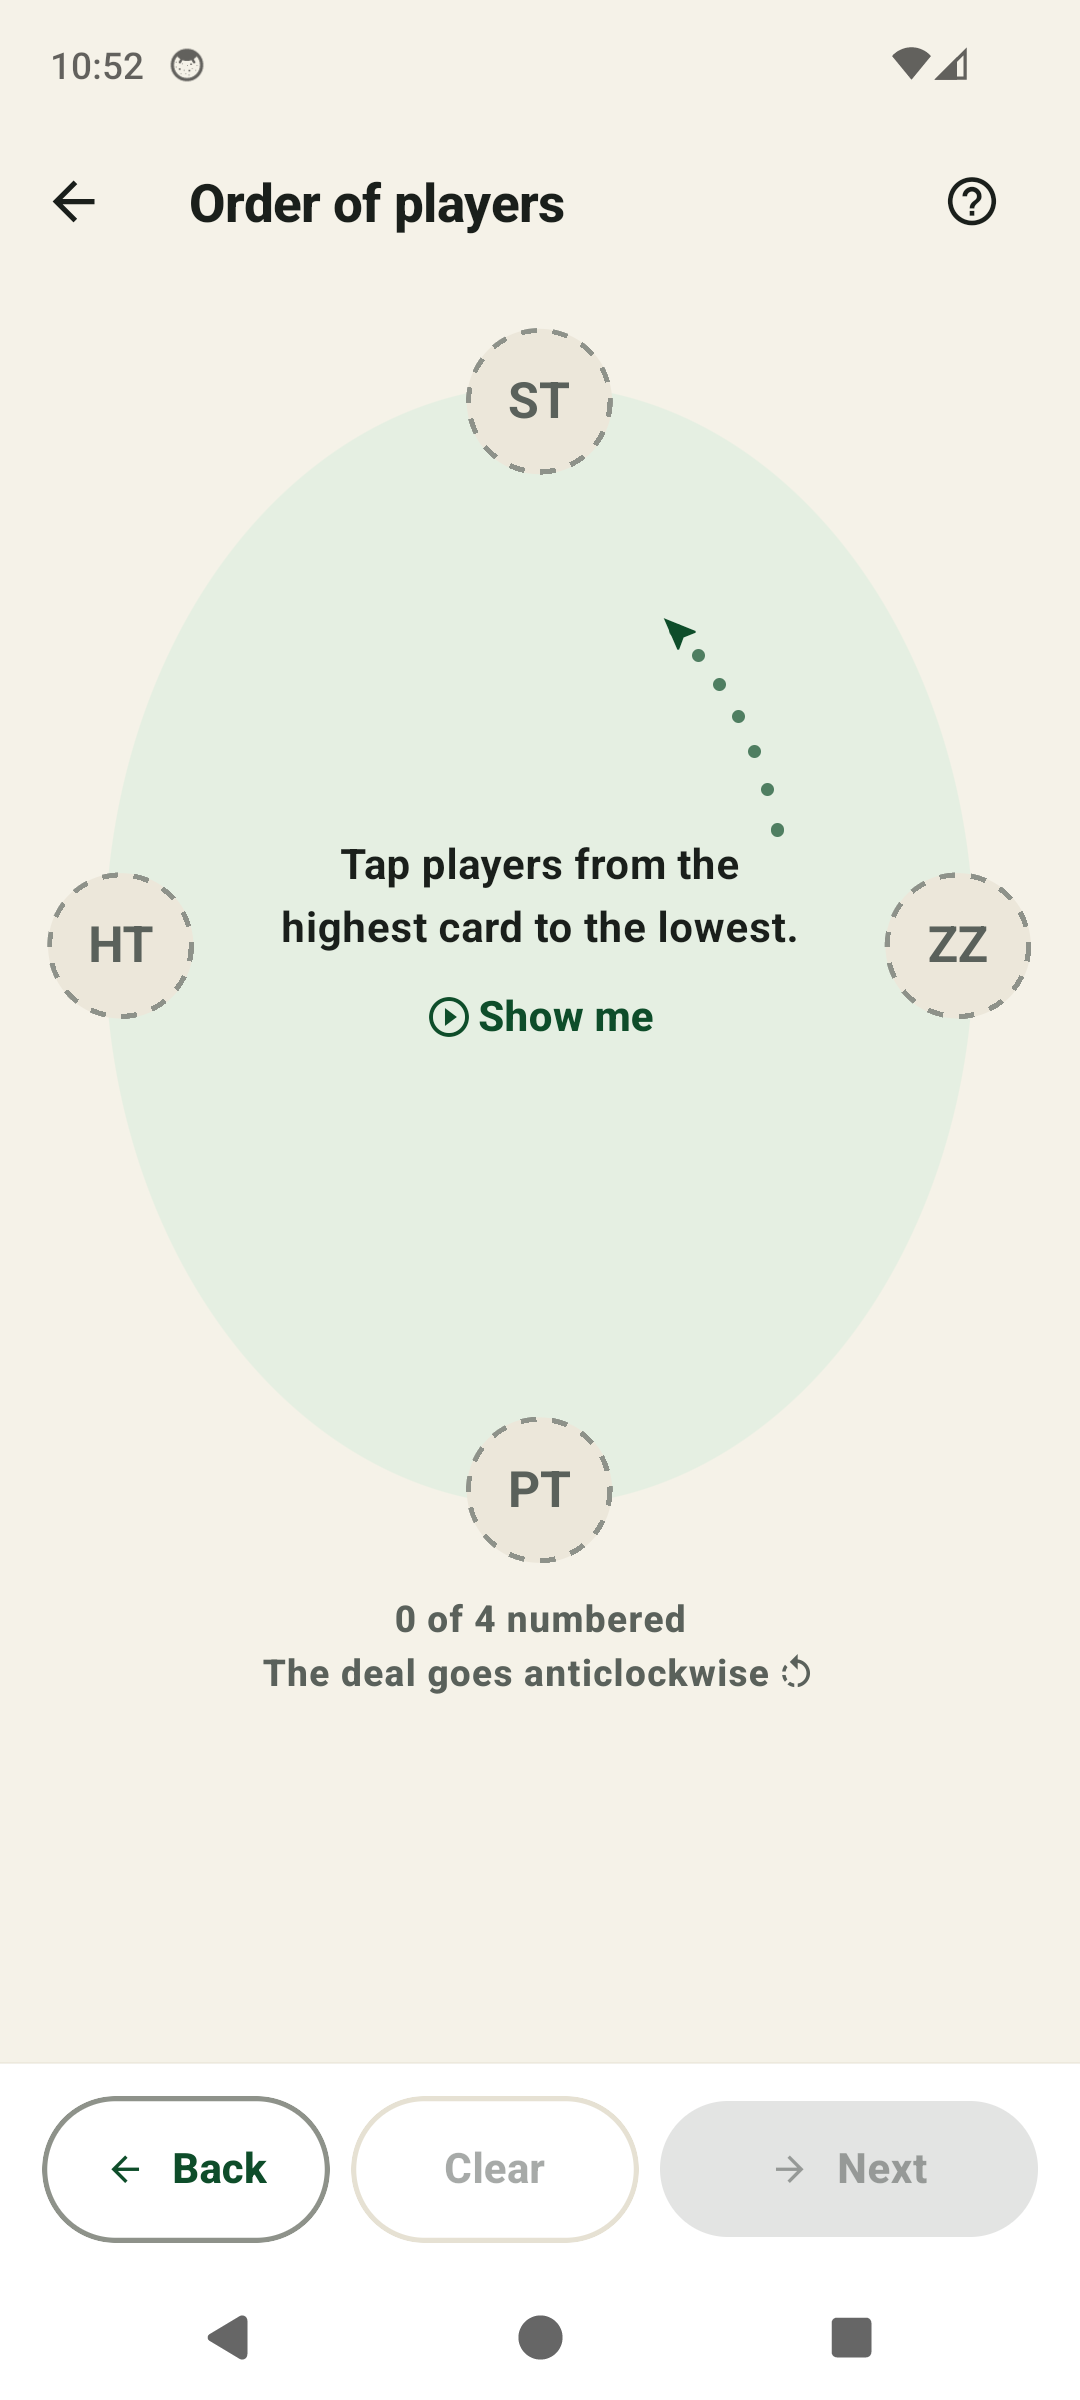 10:52
Order of players
ST
Tap players from the
highest card to the lowest.
HT
ZZ
Show me
PT
0 of 4 numbered
The deal goes anticlockwise
Back
Clear
Next